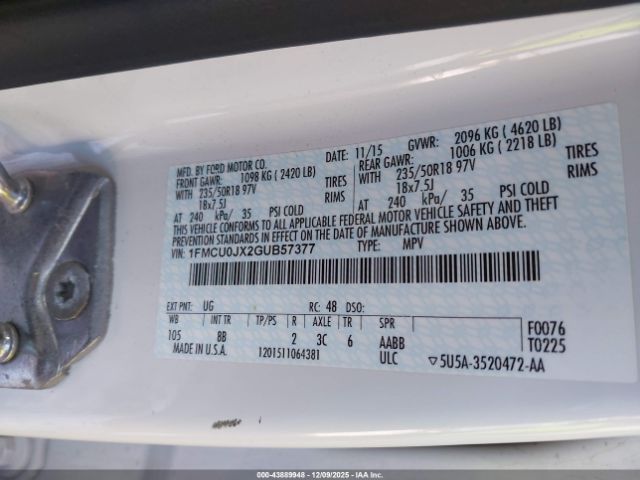 MFD. BY FORD MOTOR CO.
11/15 GVWR: 2096 KG ( 4620 LB)
FRONT GAWR: 1098 KG ( 2420 LB)
REAR GAWR: 1006 KG ( 2218 LB)
WITH 235/50R18 97V TIRES
WITH 235/50R18 97V TIRES
18x7.5J RIMS
18x7.5J RIMS
AT 240 kPa/ 35 PSI COLD
AT 240 kPa/ 35 PSI COLD
THIS VEHICLE CONFORMS TO ALL APPLICABLE FEDERAL MOTOR VEHICLE SAFETY AND THEFT
PREVENTION STANDARDS IN EFFECT ON THE DATE OF MANUFACTURE SHOWN ABOVE.
VIN: 1FMCU0JX2GUB57377 TYPE: MPV
EXT PNT: UG RC: 48 DSO:
WB INT TR TP/PS R AXLE TR SPR
105 8B 2 3C 6 AABB
F0076
T0225
MADE IN U.S.A. 1201511064381 ULC ▽5U5A-3520472-AA
000-43889948 - 12/09/2025 - IAA